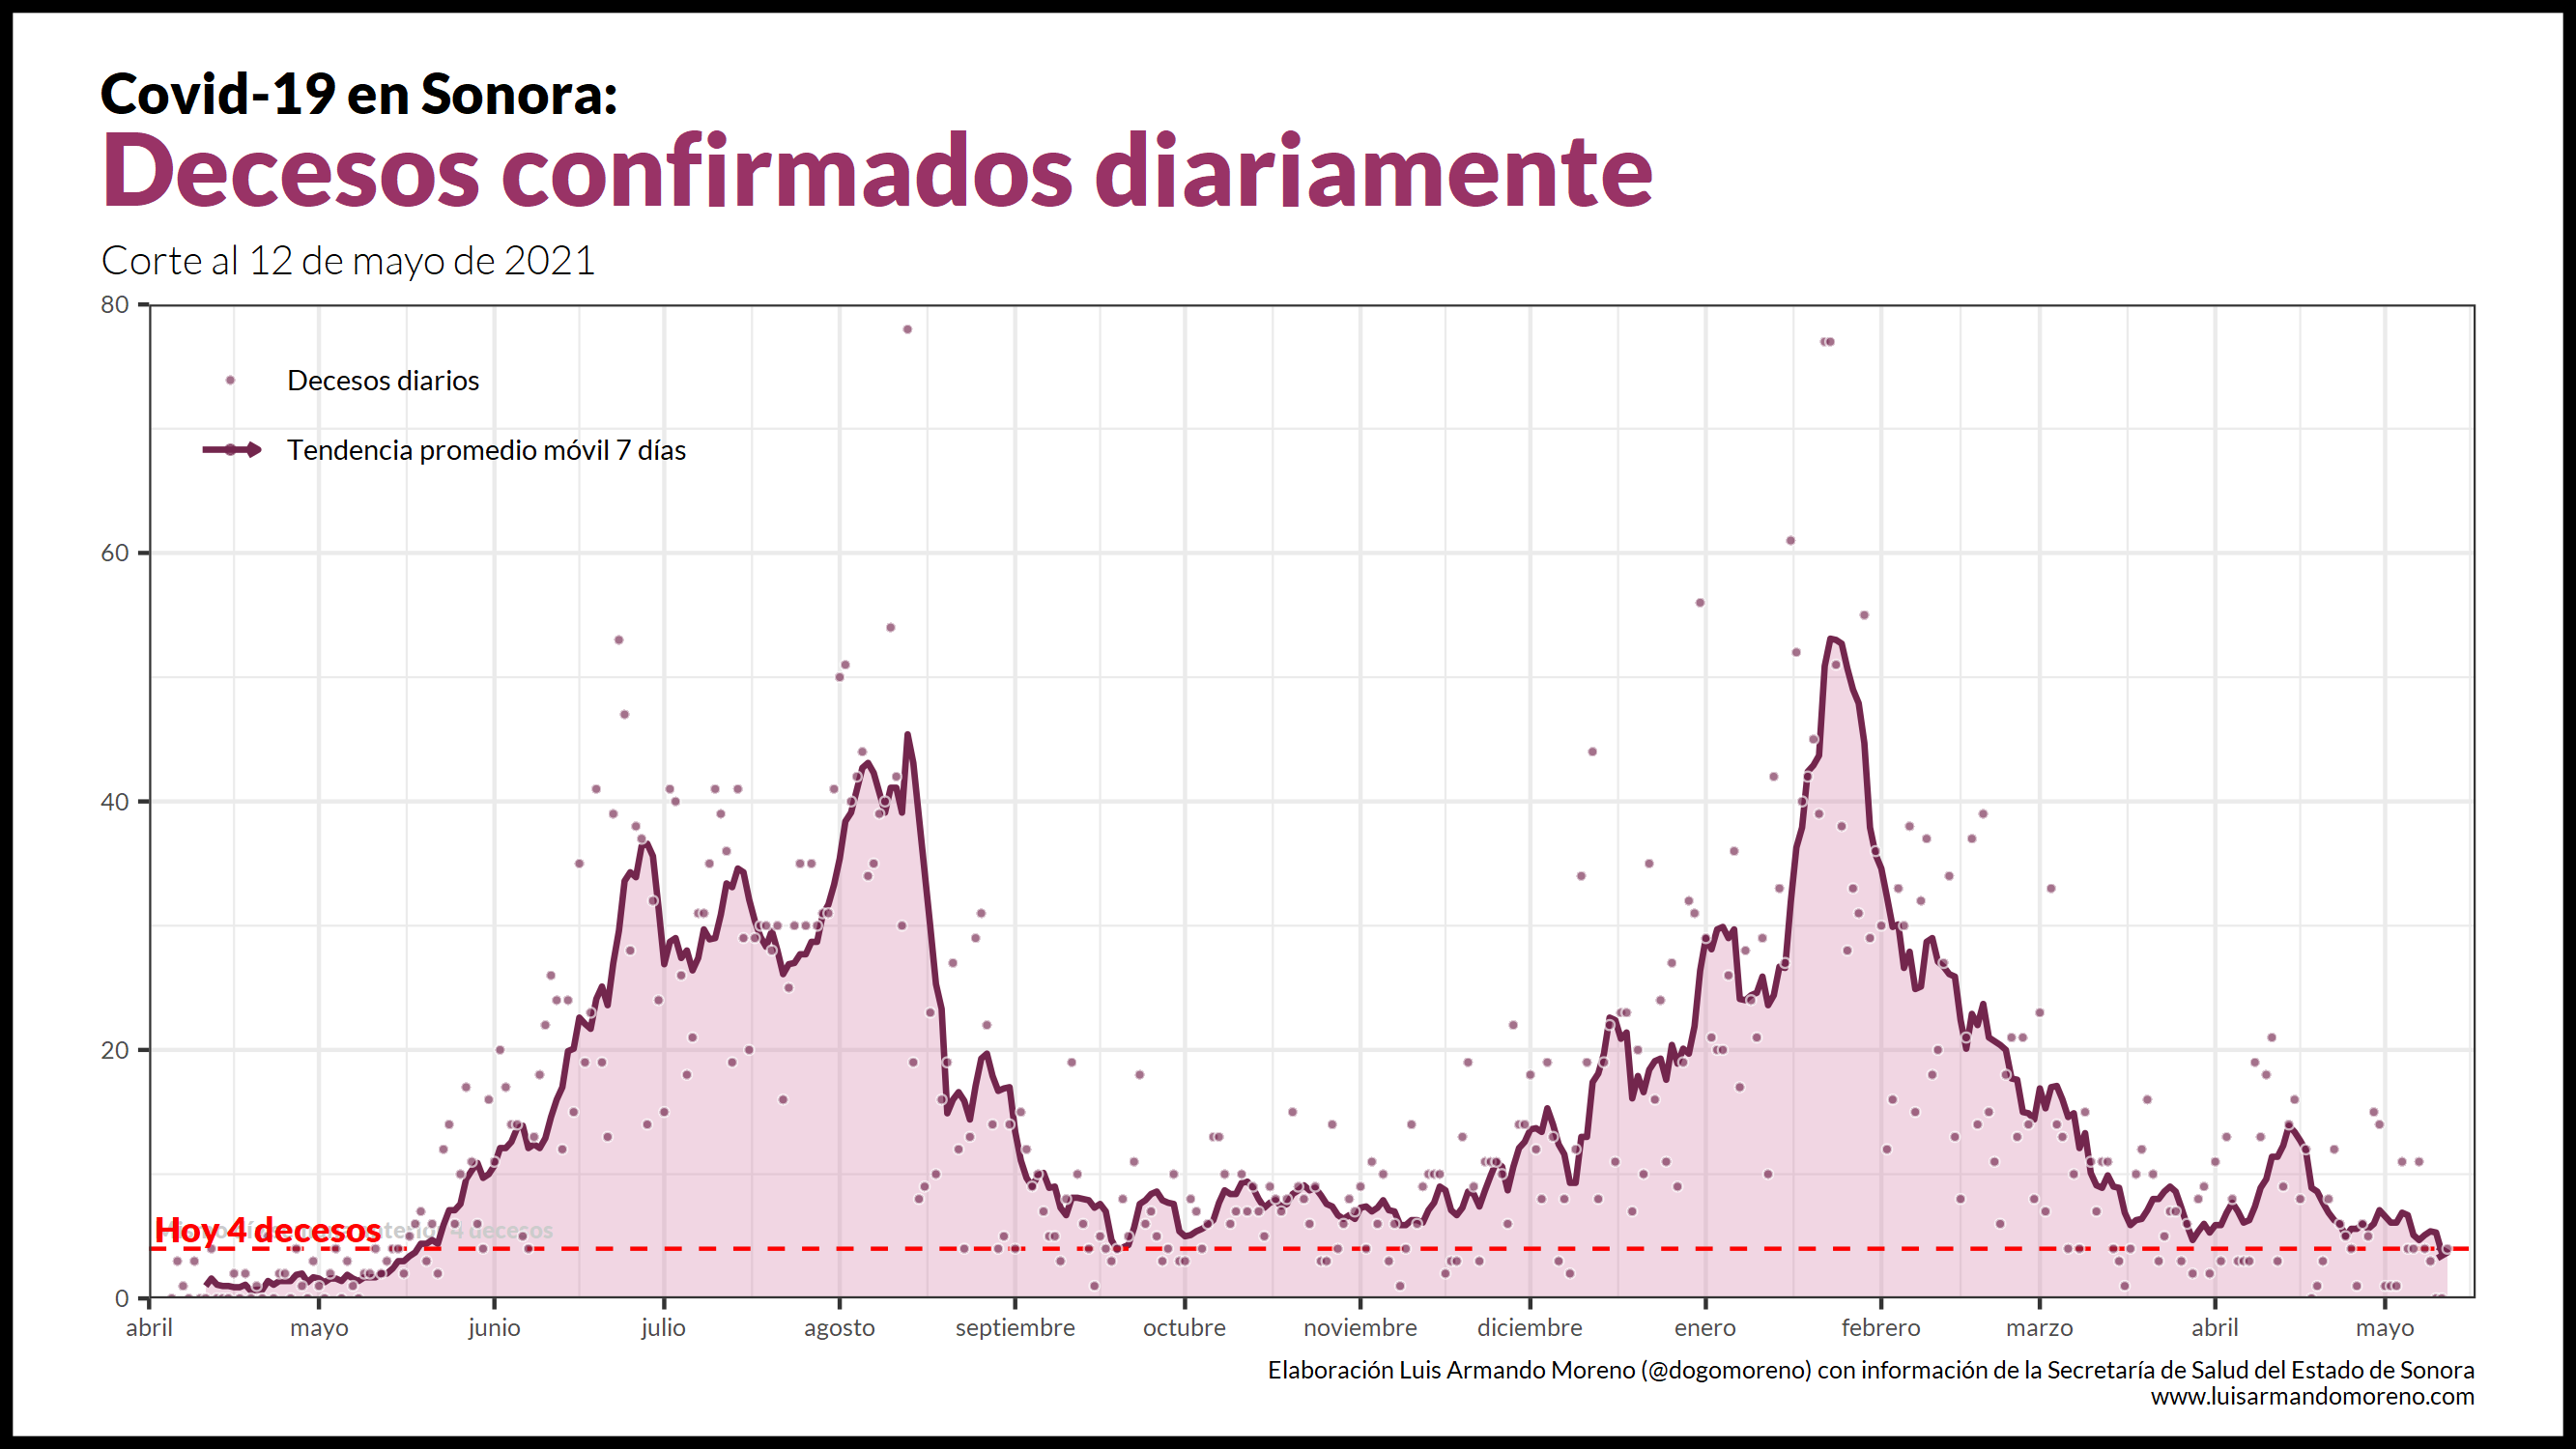 Covid-19 en Sonora:
Decesos confirmados diariamente
Corte al 12 de mayo de 2021
80
Decesos diarios
Tendencia promedio móvil 7 días
60
40
20
Hoy 4 decesos
4 decesos
0
abril mayo junio julio agosto septiembre octubre noviembre diciembre enero febrero marzo abril mayo
Elaboración Luis Armando Moreno (@dogomoreno) con información de la Secretaría de Salud del Estado de Sonora
www.luisarmandomoreno.com